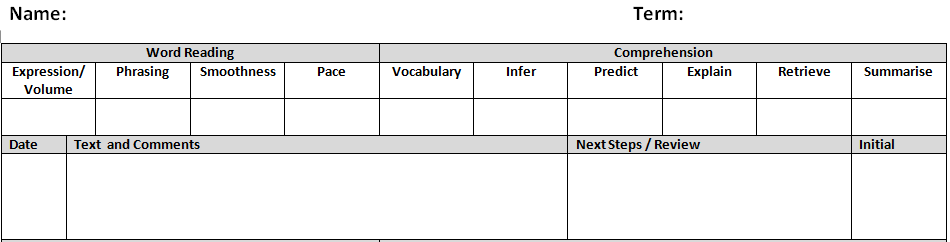 Name: Term:
Word Reading Comprehension
Expression/ Phrasing Smoothness Pace Vocabulary Infer Predict Explain Retrieve Summarise
Volume
Date Text and Comments Next Steps / Review Initial